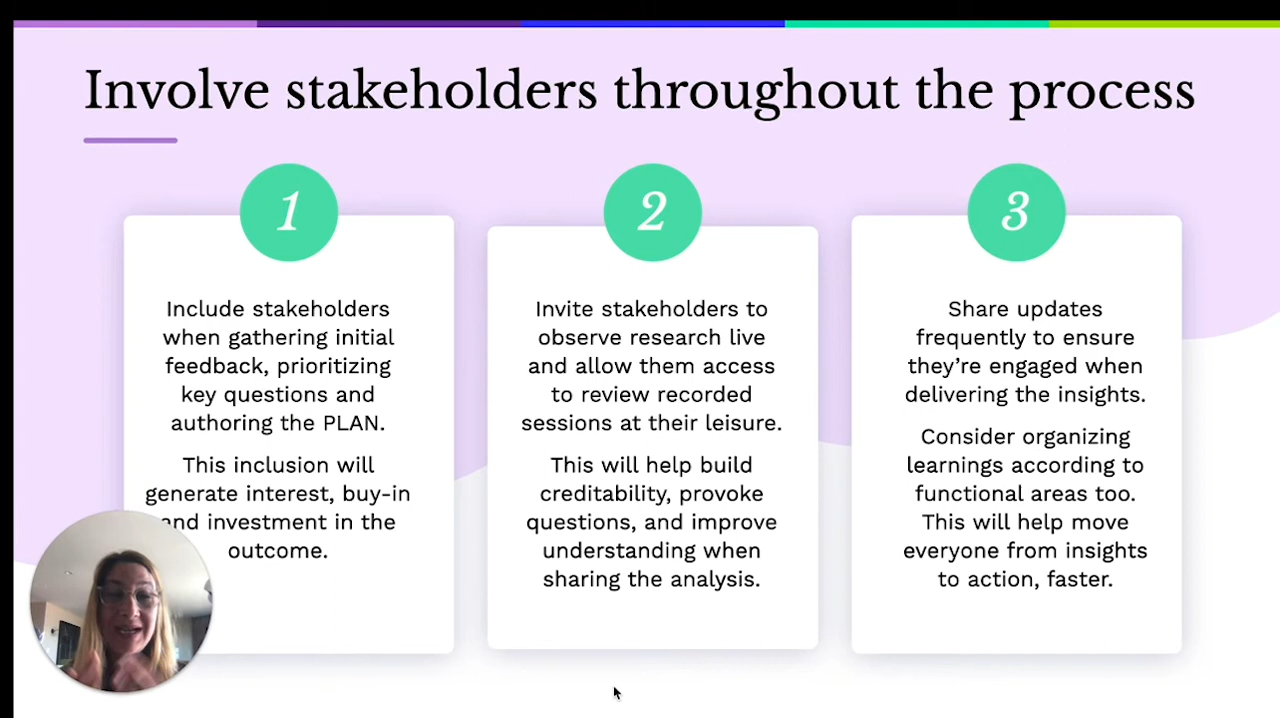 Involve stakeholders throughout the process
1
Include stakeholders
when gathering initial
feedback, prioritizing
key questions and
authoring the PLAN.
This inclusion will
generate interest, buy-in
and investment in the
outcome.
2
Invite stakeholders to
observe research live
and allow them access
to review recorded
sessions at their leisure.
This will help build
creditability, provoke
questions, and improve
understanding when
sharing the analysis.
3
Share updates
frequently to ensure
they’re engaged when
delivering the insights.
Consider organizing
learnings according to
functional areas too.
This will help move
everyone from insights
to action, faster.